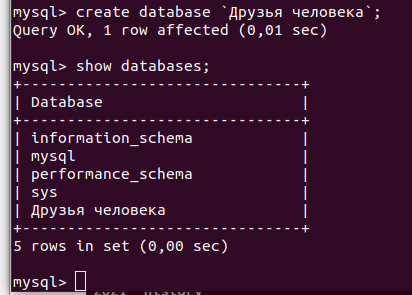 mysql> create database `Друзья человека`;
Query OK, 1 row affected (0,01 sec)
mysql> show databases;
+-------------------------------+
| Database                      |
+-------------------------------+
| information_schema            |
| mysql                         |
| performance_schema            |
| sys                           |
| Друзья человека               |
+-------------------------------+
5 rows in set (0,00 sec)
mysql>